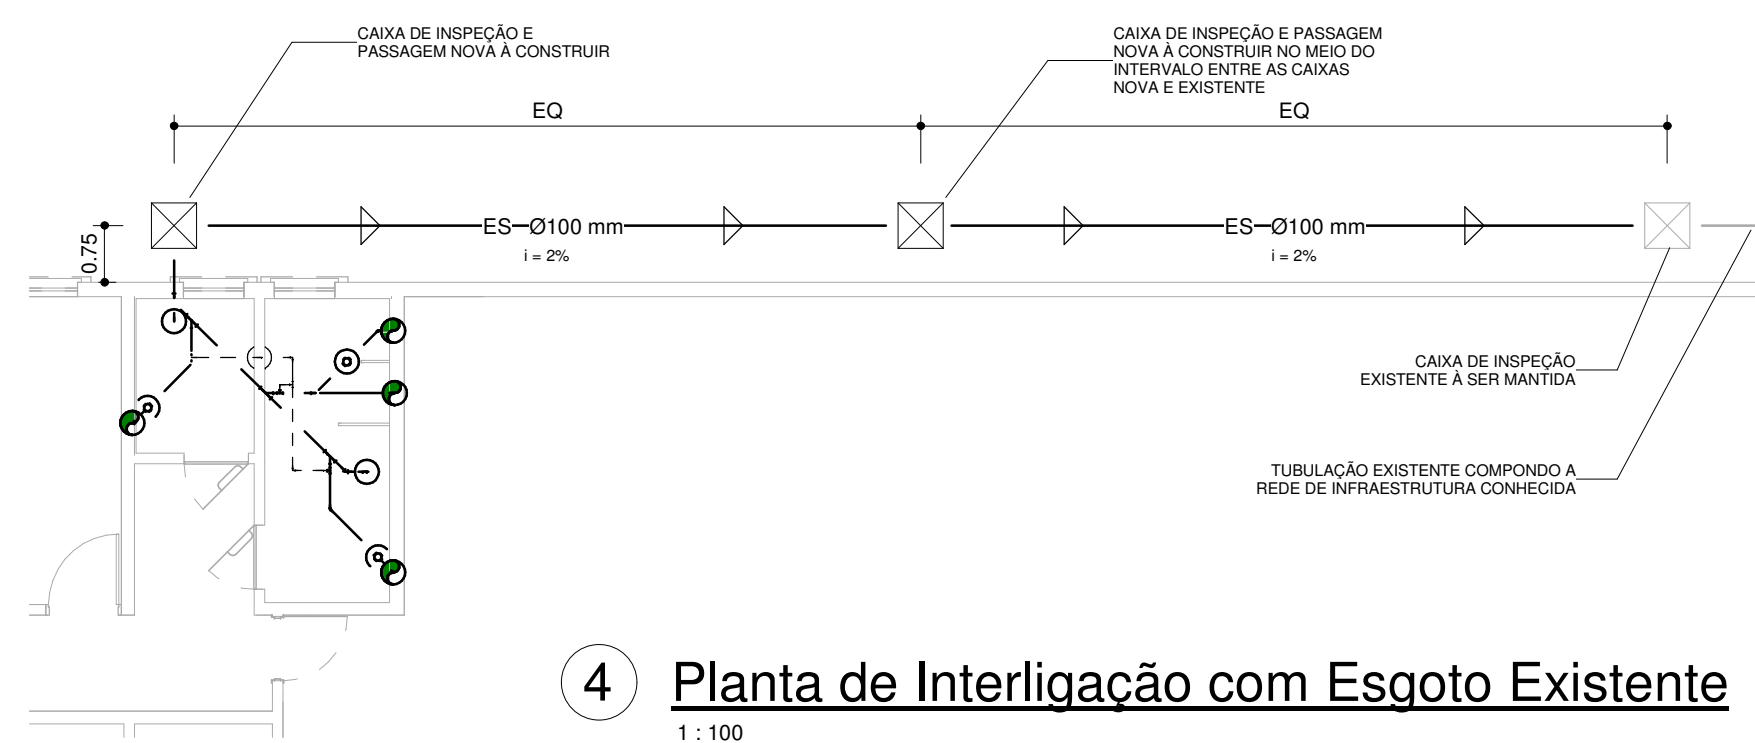 CAIXA DE INSPEÇÃO E
PASSAGEM NOVA À CONSTRUIR
CAIXA DE INSPEÇÃO E PASSAGEM
NOVA À CONSTRUIR NO MEIO DO
INTERVALO ENTRE AS CAIXAS
NOVA E EXISTENTE
EQ
EQ
0.75
ES Ø100 mm
i = 2%
ES Ø100 mm
i = 2%
CAIXA DE INSPEÇÃO
EXISTENTE À SER MANTIDA
TUBULAÇÃO EXISTENTE COMPONDO A
REDE DE INFRAESTRUTURA CONHECIDA
4 Planta de Interligação com Esgoto Existente
1 : 100